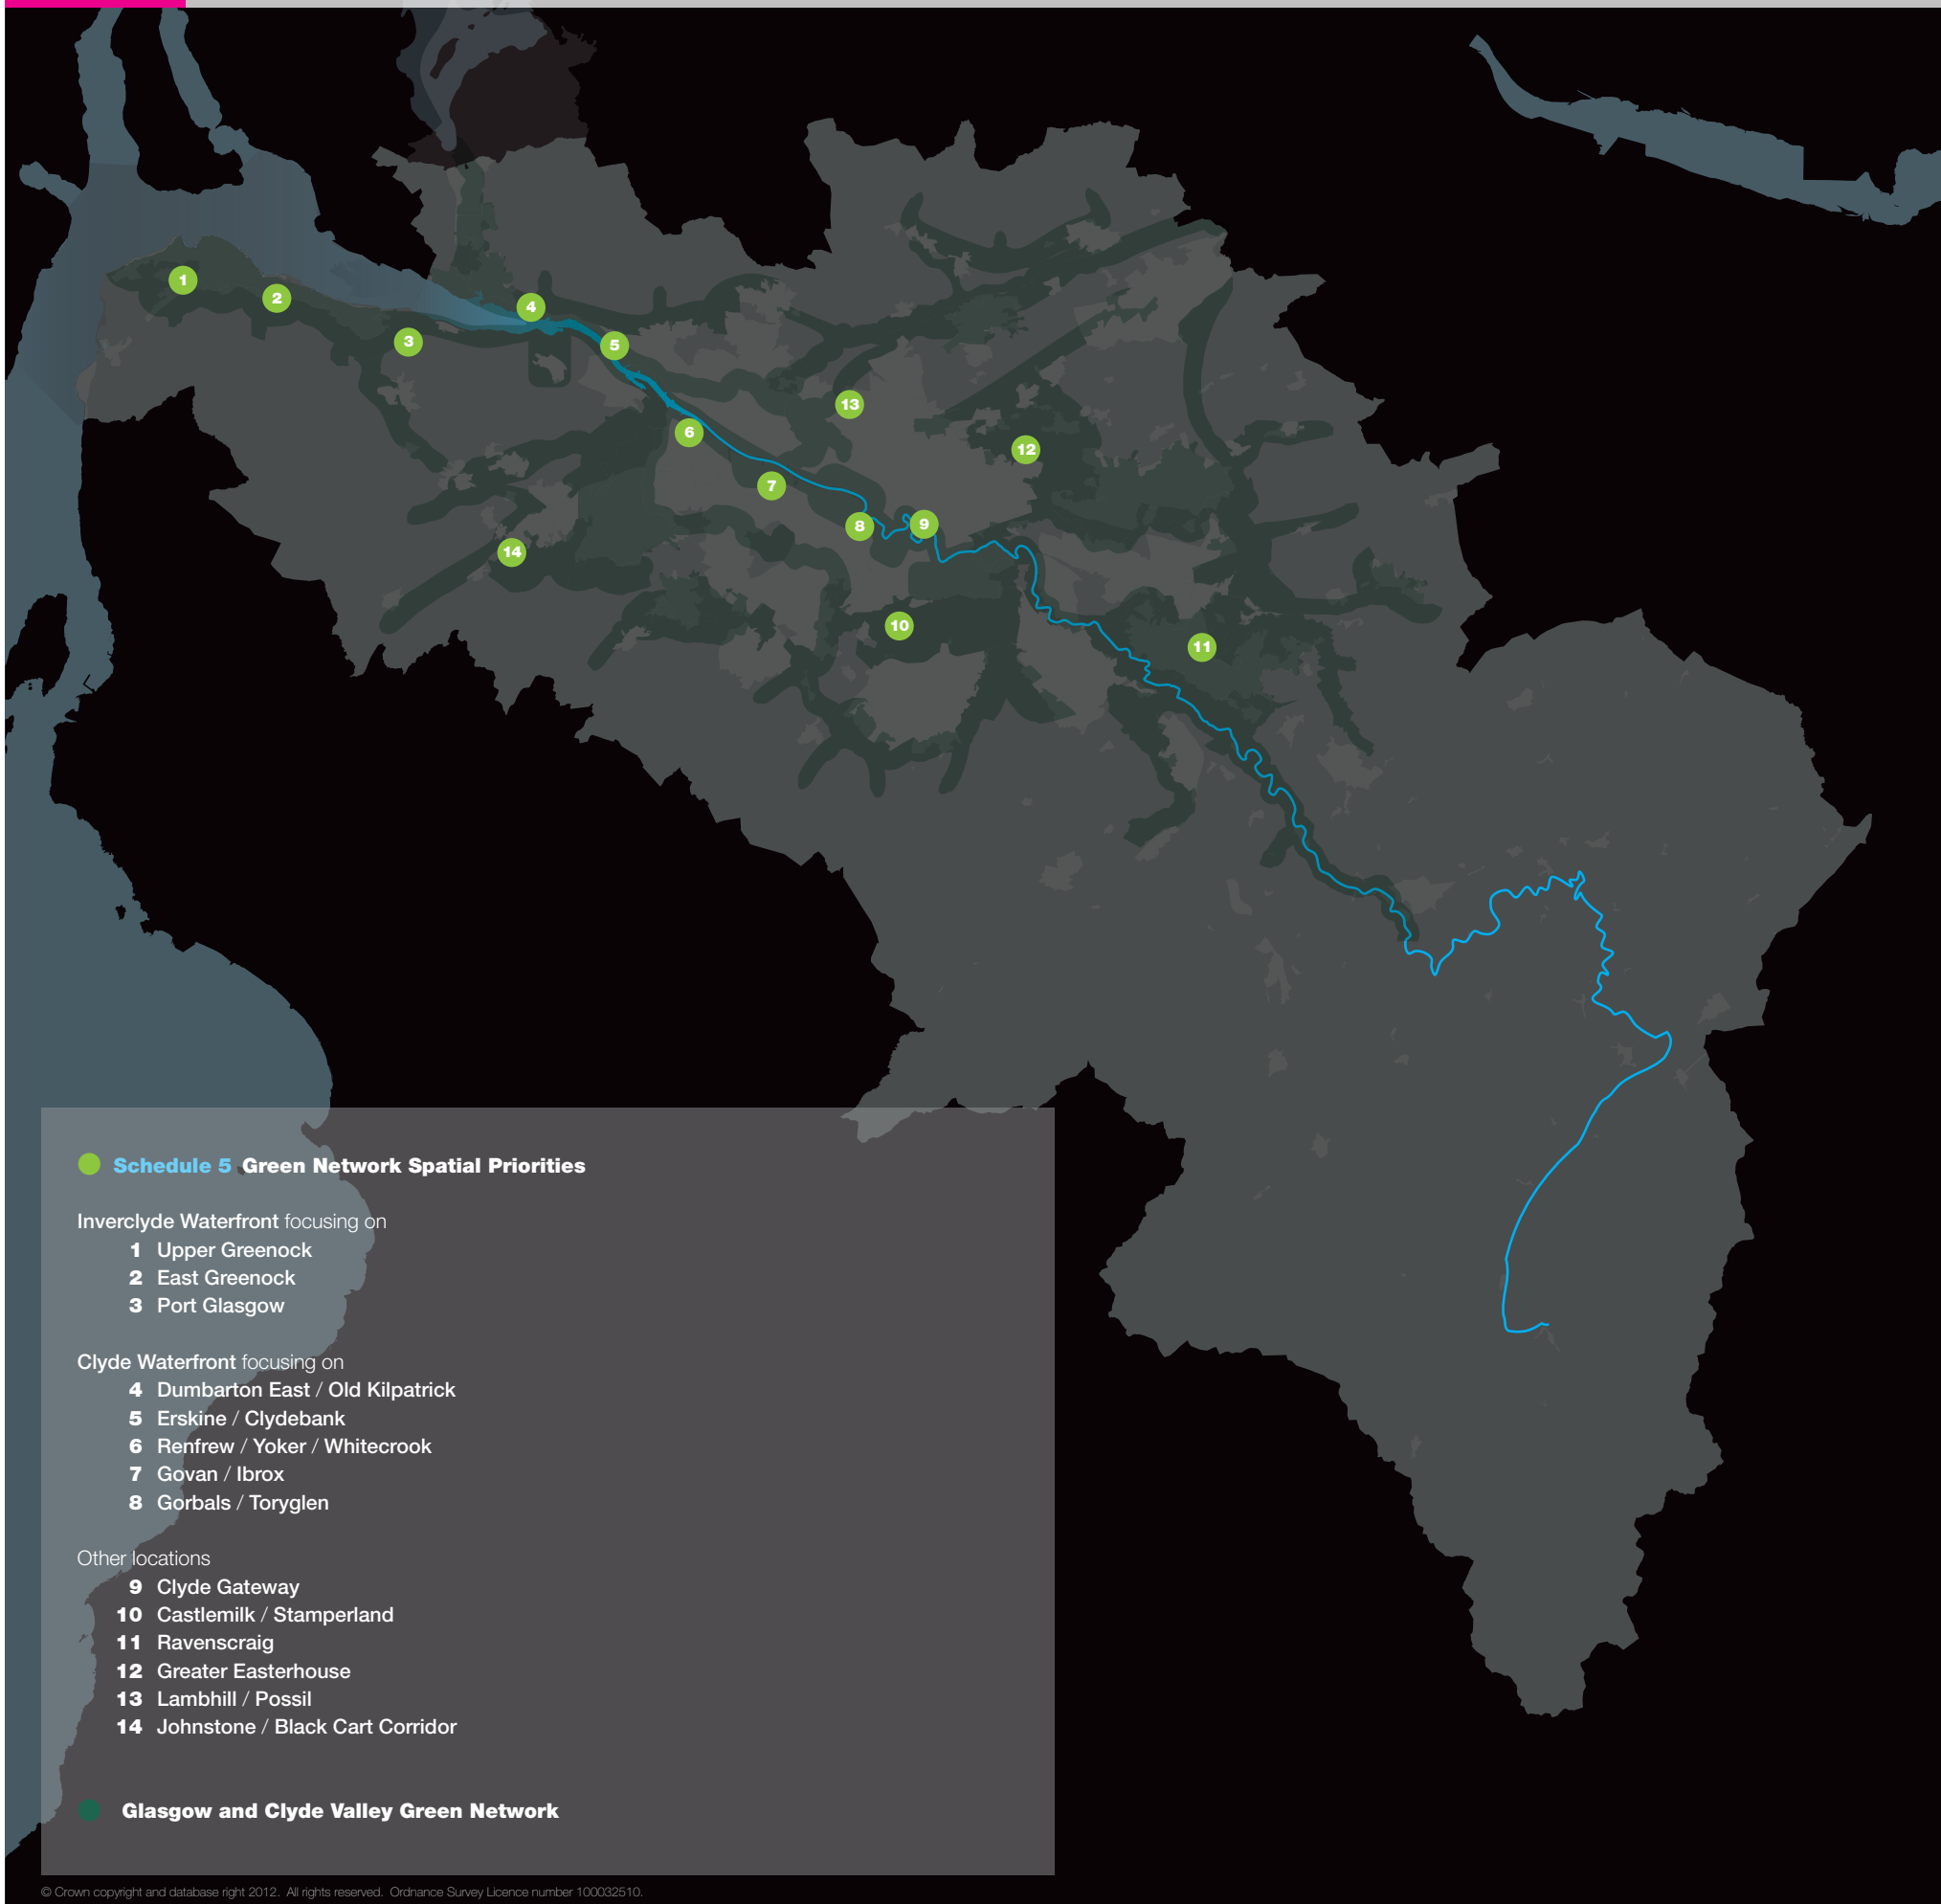 1
2
3
4
5
6
7
8
9
10
11
12
13
14
Schedule 5 Green Network Spatial Priorities
Inverclyde Waterfront focusing on
1 Upper Greenock
2 East Greenock
3 Port Glasgow
Clyde Waterfront focusing on
4 Dumbarton East / Old Kilpatrick
5 Erskine / Clydebank
6 Renfrew / Yoker / Whitecrook
7 Govan / Ibrox
8 Gorbals / Toryglen
Other locations
9 Clyde Gateway
10 Castlemilk / Stamperland
11 Ravenscraig
12 Greater Easterhouse
13 Lambhill / Possil
14 Johnstone / Black Cart Corridor
Glasgow and Clyde Valley Green Network
© Crown copyright and database right 2012. All rights reserved. Ordnance Survey Licence number 100032510.